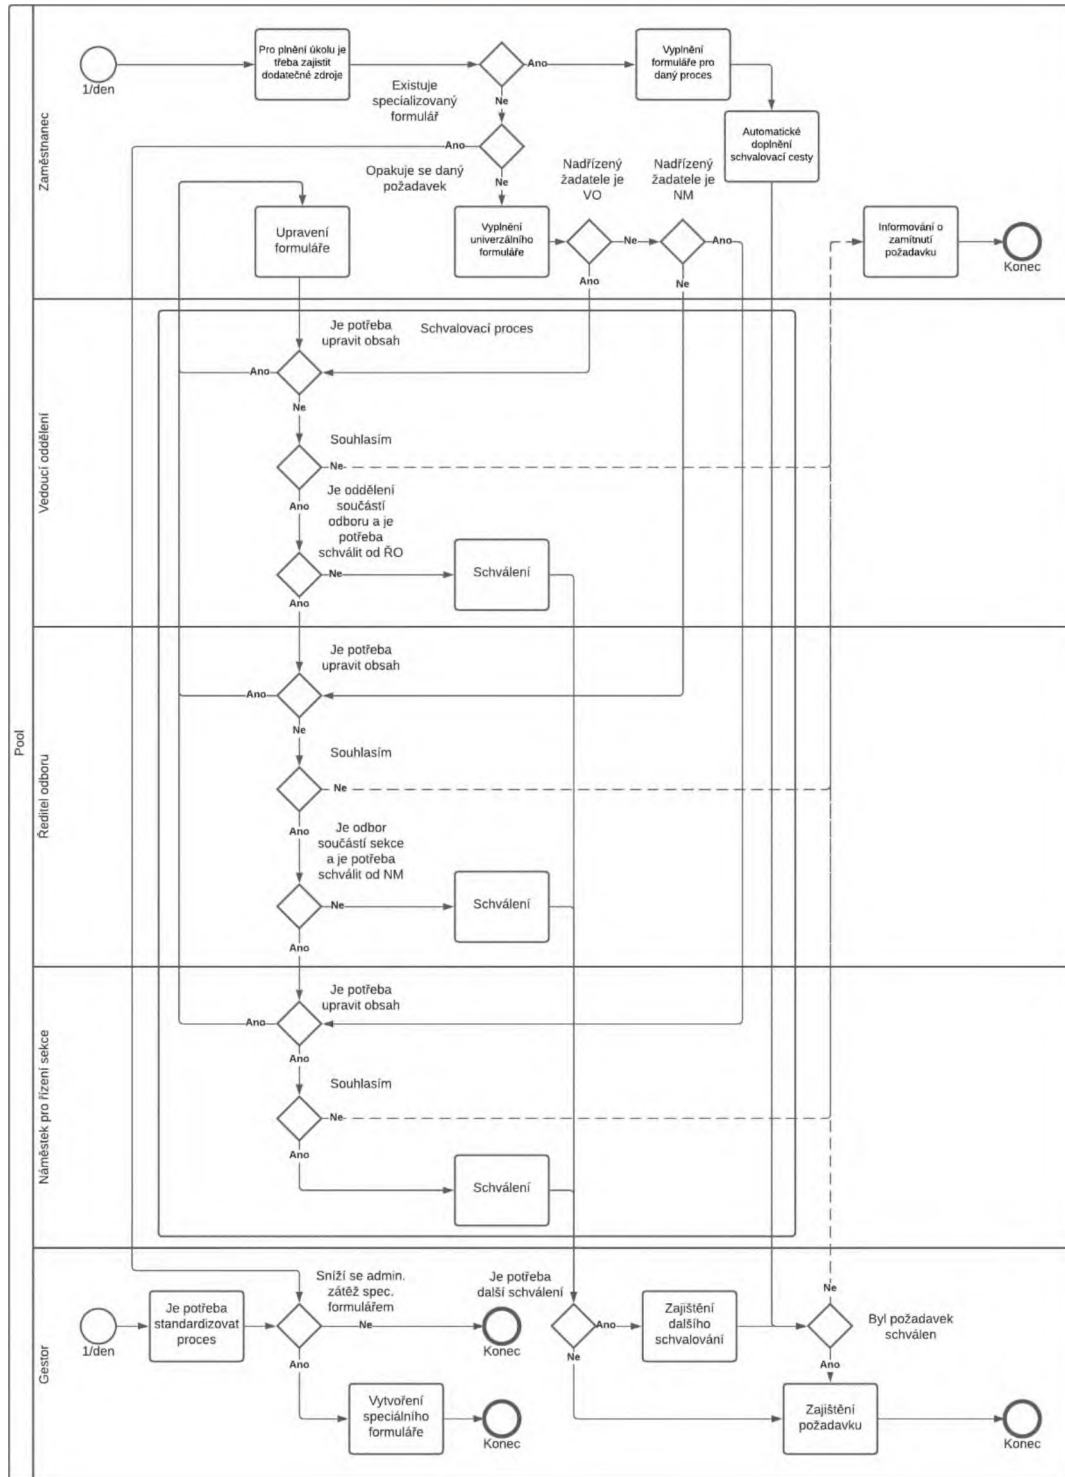 Pool
Zaměstnanec
1/den
Pro plnění úkolu je
třeba zajistit
dodatečné zdroje
Existuje
specializovaný
formulář
Ano
Vyplnění
formuláře pro
daný proces
Ne
Automatické
doplnění
schvalovací cesty
Ano
Opakuje se daný
požadavek
Ne
Nadřízený
žadatele je
VO
Nadřízený
žadatele je
NM
Upravení
formuláře
Vyplnění
univerzálního
formuláře
Ne
Ano
Ano
Ne
Informování o
zamítnutí
požadavku
Konec
Vedoucí oddělení
Je potřeba
upravit obsah
Schvalovací proces
Ano
Ne
Souhlasím
Ne
Ano
Je oddělení
součástí
odboru a je
potřeba
schválit od ŘO
Ne
Schválení
Ano
Ředitel odboru
Je potřeba
upravit obsah
Ano
Ne
Souhlasím
Ne
Ano
Je odbor
součástí sekce
a je potřeba
schválit od NM
Ne
Schválení
Ano
Náměstek pro řízení sekce
Je potřeba
upravit obsah
Ano
Ano
Souhlasím
Ne
Ano
Schválení
Gestor
1/den
Je potřeba
standardizovat
proces
Sníží se admin.
zátěž spec.
formulářem
Ne
Konec
Ano
Vytvoření
speciálního
formuláře
Konec
Je potřeba
další schválení
Ano
Zajištění
dalšího
schvalování
Ne
Ne
Byl požadavek
schválen
Ano
Zajištění
požadavku
Konec